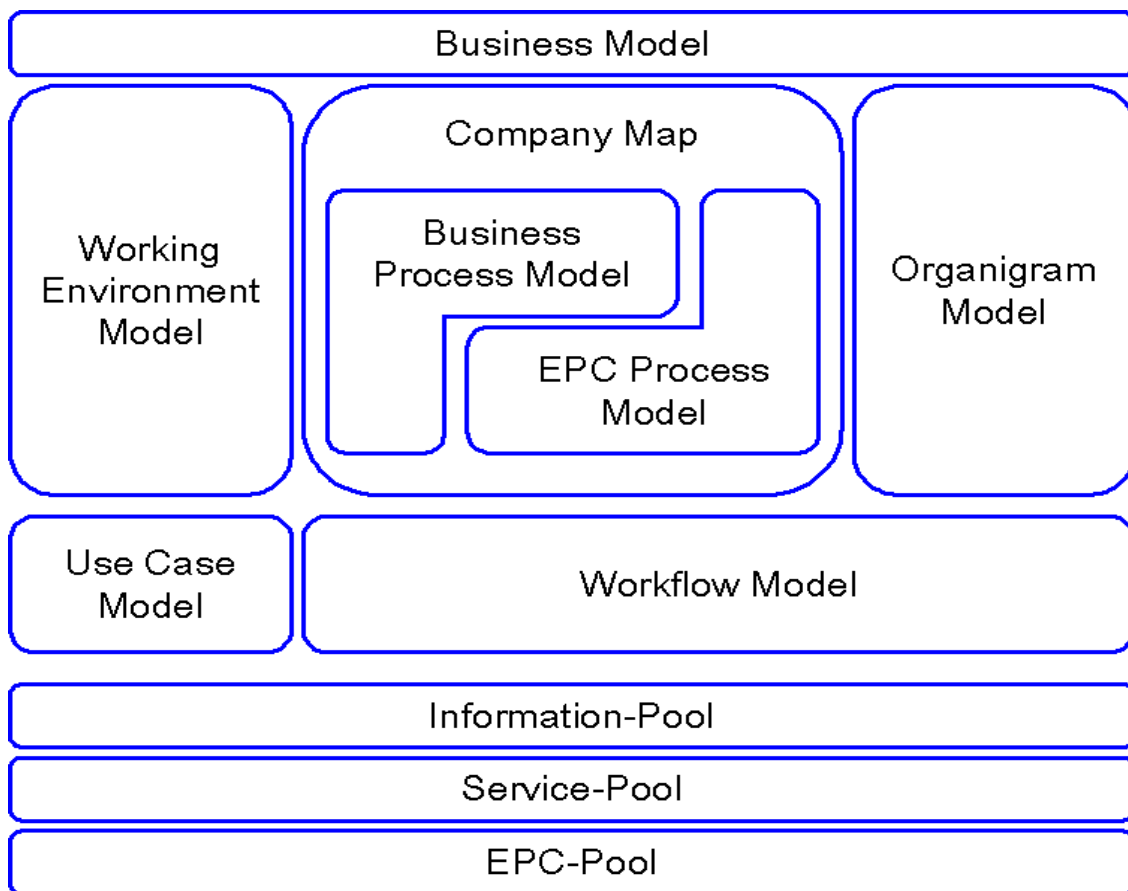 Business Model
Company Map
Working
Environment
Model
Business
Process Model
EPC Process
Model
Organigram
Model
Use Case
Model
Workflow Model
Information-Pool
Service-Pool
EPC-Pool